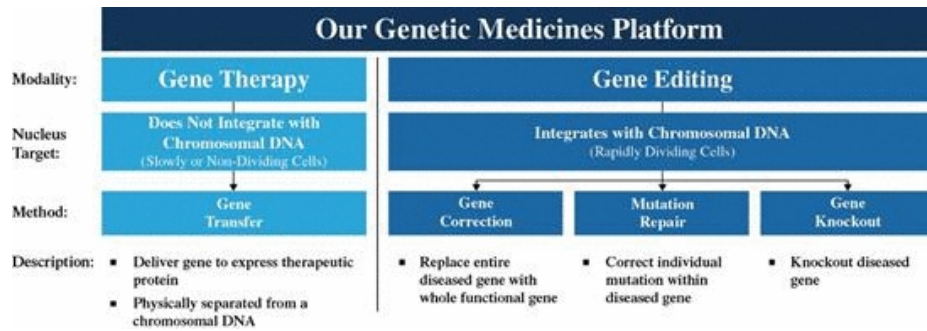 Our Genetic Medicines Platform
Modality:
Gene Therapy
Gene Editing
Nucleus
Target:
Does Not Integrate with
Chromosomal DNA
(Slowly or Non-Dividing Cells)
Integrates with Chromosomal DNA
(Rapidly Dividing Cells)
Method:
Gene
Transfer
Gene
Correction
Mutation
Repair
Gene
Knockout
Description:
▪ Deliver gene to express therapeutic
protein
▪ Physically separated from a
chromosomal DNA
▪ Replace entire
diseased gene with
whole functional gene
▪ Correct individual
mutation within
diseased gene
▪ Knockout diseased
gene